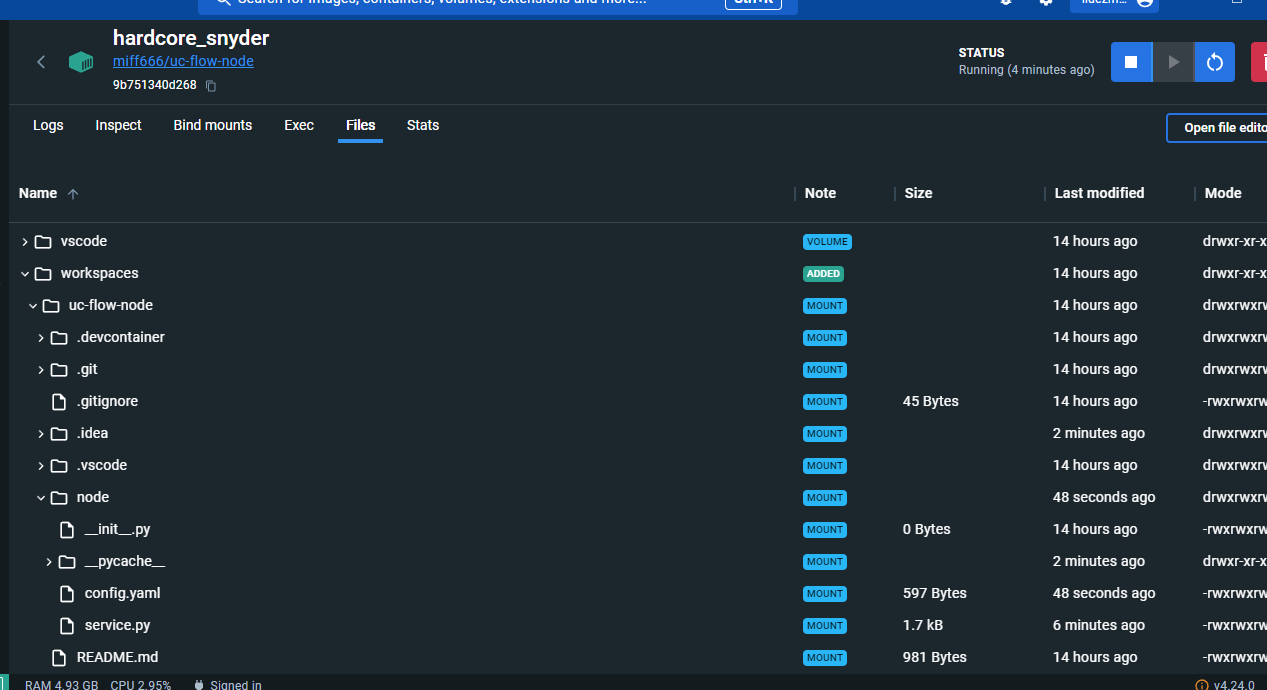 Search for images, containers, volumes, extensions and more... Ctrl+K
hardcore_snyder
miff666/uc-flow-node
9b751340d268
STATUS
Running (4 minutes ago)
Logs Inspect Bind mounts Exec Files Stats
Open file edito
Name Note Size Last modified Mode
vscode VOLUME 14 hours ago drwxr-xr-x
workspaces ADDED 14 hours ago drwxr-xr-x
uc-flow-node MOUNT 14 hours ago drwxrwxrw
.devcontainer MOUNT 14 hours ago drwxrwxrw
.git MOUNT 14 hours ago drwxrwxrw
.gitignore MOUNT 45 Bytes 14 hours ago -rwxrwxrw
.idea MOUNT 2 minutes ago drwxrwxrw
.vscode MOUNT 14 hours ago drwxrwxrw
node MOUNT 48 seconds ago drwxrwxrw
__init__.py MOUNT 0 Bytes 14 hours ago -rwxrwxrw
__pycache__ MOUNT 2 minutes ago drwxr-xr-x
config.yaml MOUNT 597 Bytes 48 seconds ago -rwxrwxrw
service.py MOUNT 1.7 kB 6 minutes ago -rwxrwxrw
README.md MOUNT 981 Bytes 14 hours ago -rwxrwxrw
RAM 4.93 GB CPU 2.95% Signed in v4.24.0